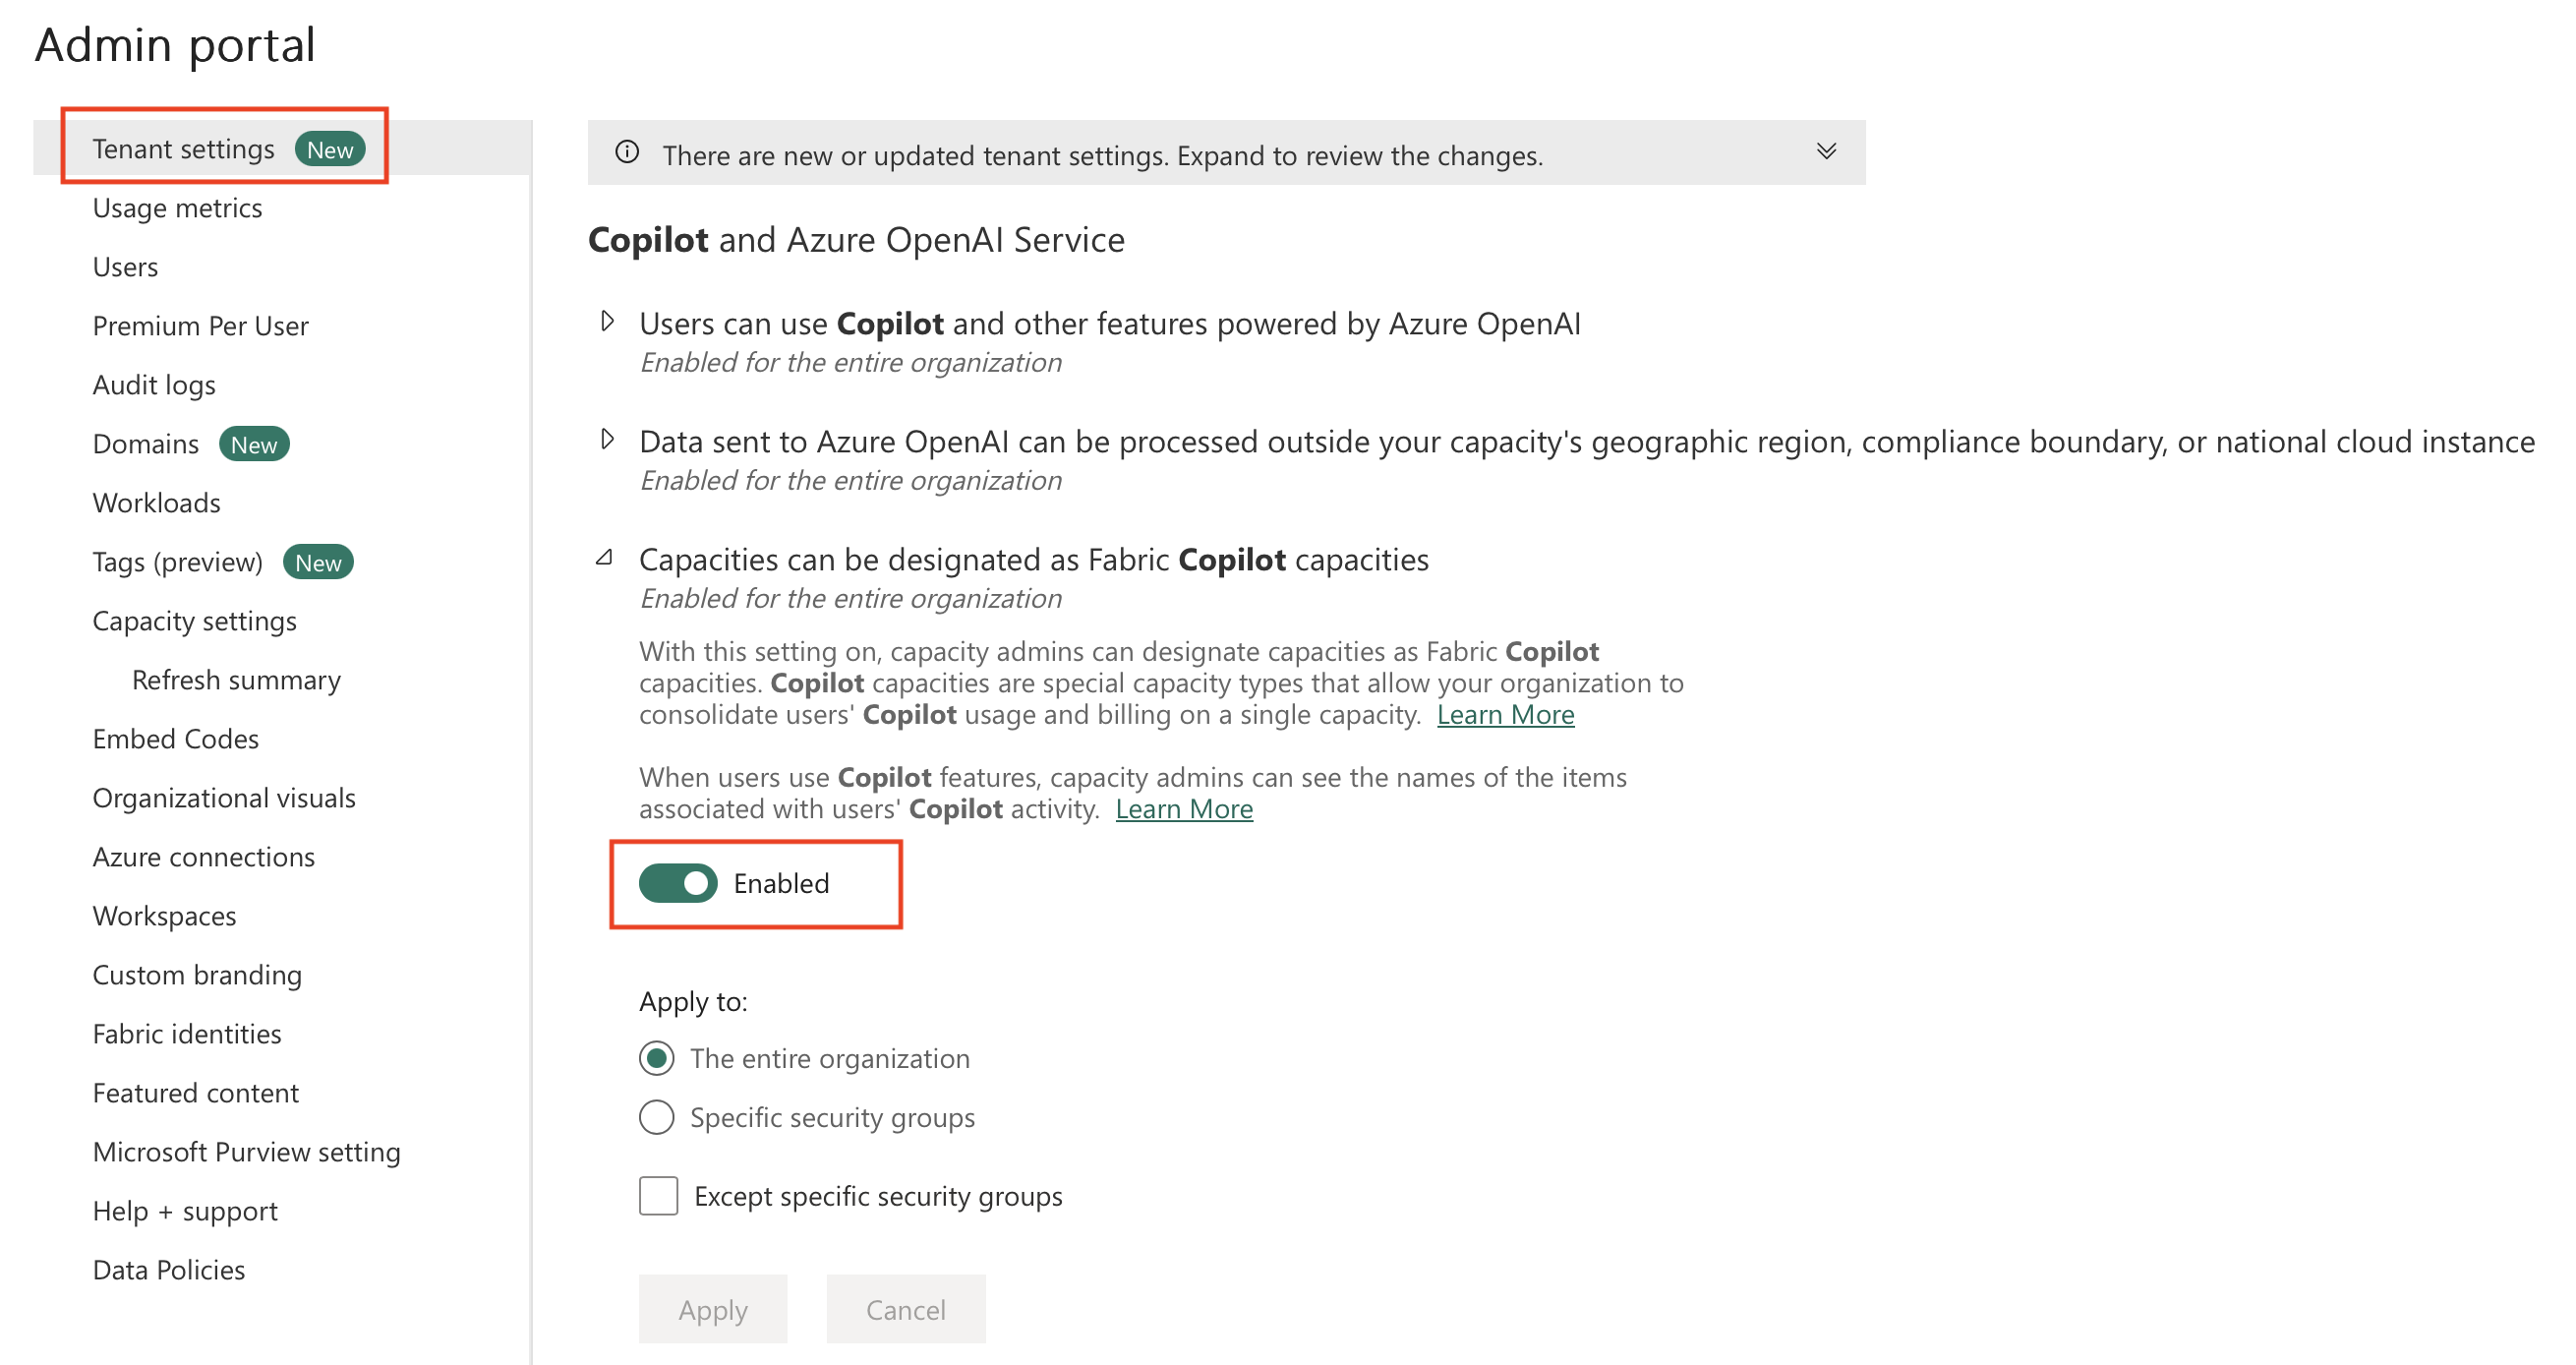 Admin portal
Tenant settings New
Usage metrics
Users
Premium Per User
Audit logs
Domains New
Workloads
Tags (preview) New
Capacity settings
Refresh summary
Embed Codes
Organizational visuals
Azure connections
Workspaces
Custom branding
Fabric identities
Featured content
Microsoft Purview setting
Help + support
Data Policies
There are new or updated tenant settings. Expand to review the changes.
Copilot and Azure OpenAI Service
Users can use Copilot and other features powered by Azure OpenAI
Enabled for the entire organization
Data sent to Azure OpenAI can be processed outside your capacity's geographic region, compliance boundary, or national cloud instance
Enabled for the entire organization
Capacities can be designated as Fabric Copilot capacities
Enabled for the entire organization
With this setting on, capacity admins can designate capacities as Fabric Copilot
capacities. Copilot capacities are special capacity types that allow your organization to
consolidate users' Copilot usage and billing on a single capacity. Learn More
When users use Copilot features, capacity admins can see the names of the items
associated with users' Copilot activity. Learn More
Enabled
Apply to:
The entire organization
Specific security groups
Except specific security groups
Apply Cancel